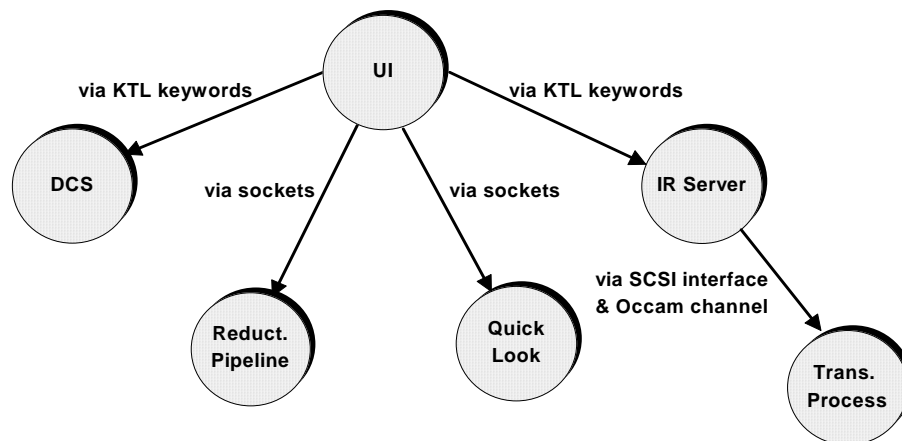 UI
via KTL keywords
via KTL keywords
DCS
via sockets
via sockets
IR Server
via SCSI interface
& Occam channel
Reduct.
Pipeline
Quick
Look
Trans.
Process